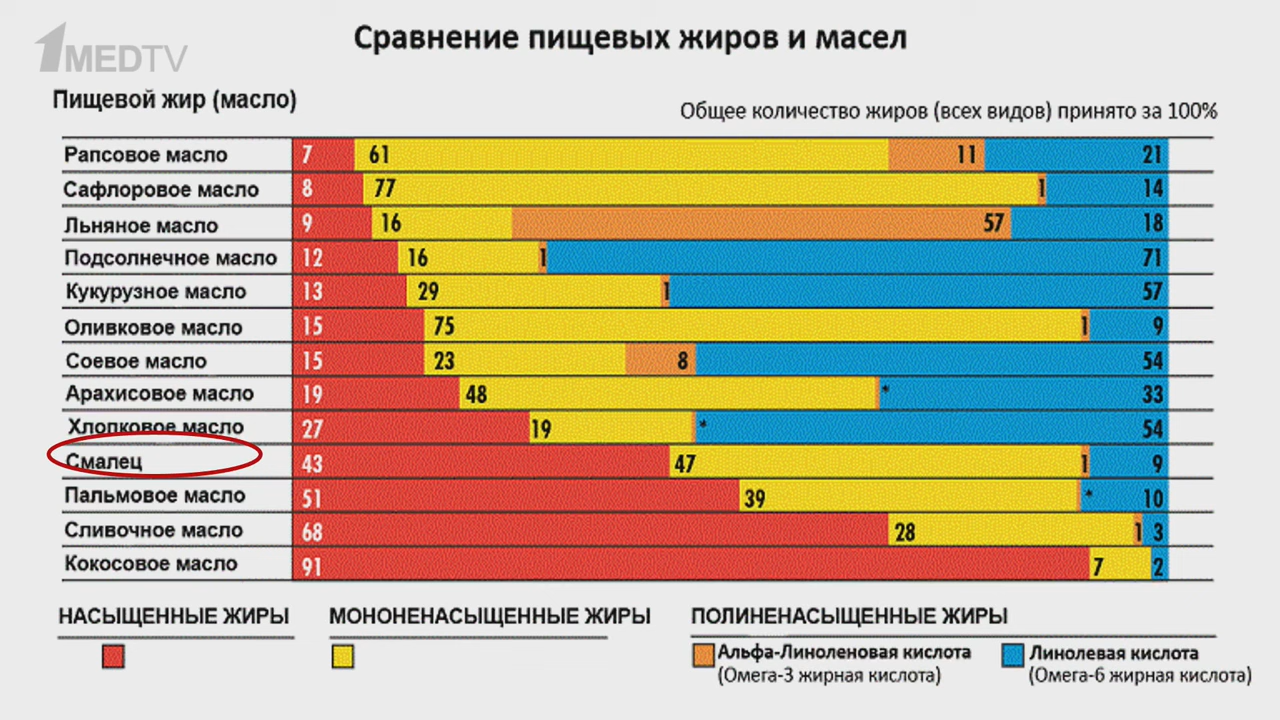 1MEDTV
Сравнение пищевых жиров и масел
Пищевой жир (масло)
Общее количество жиров (всех видов) принято за 100%
Рапсовое масло 7 61 11 21
Сафлоровое масло 8 77 1 14
Льняное масло 9 16 57 18
Подсолнечное масло 12 16 1 71
Кукурузное масло 13 29 1 57
Оливковое масло 15 75 1 9
Соевое масло 15 23 8 54
Арахисовое масло 19 48 * 33
Хлопковое масло 27 19 * 54
Смалец 43 47 1 9
Пальмовое масло 51 39 * 10
Сливочное масло 68 28 1 3
Кокосовое масло 91 7 2
НАСЫЩЕННЫЕ ЖИРЫ МОНОНЕНАСЫЩЕННЫЕ ЖИРЫ ПОЛИНЕНАСЫЩЕННЫЕ ЖИРЫ
Альфа-Линоленовая кислота Линолевая кислота
(Омега-3 жирная кислота) (Омега-6 жирная кислота)